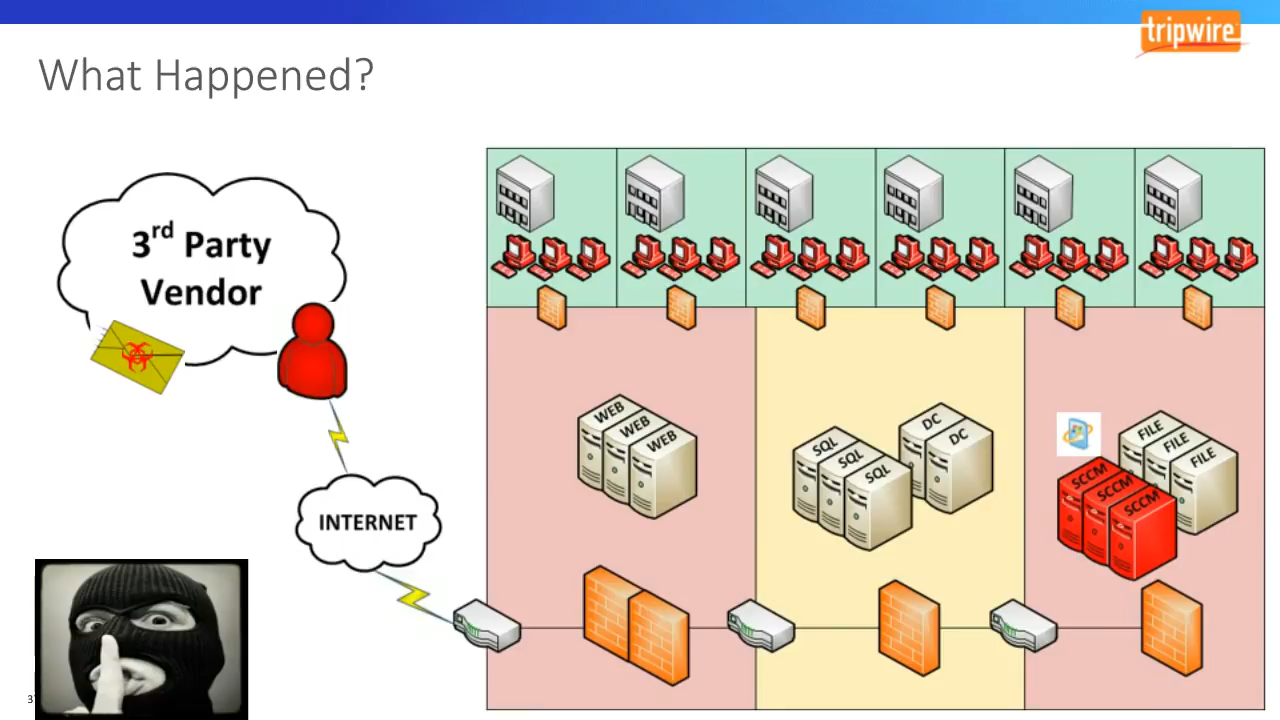 tripwire
What Happened?
3rd Party
Vendor
INTERNET
WEB
WEB
WEB
SQL
SQL
SQL
DC
DC
FILE
FILE
FILE
SCCM
SCCM
SCCM